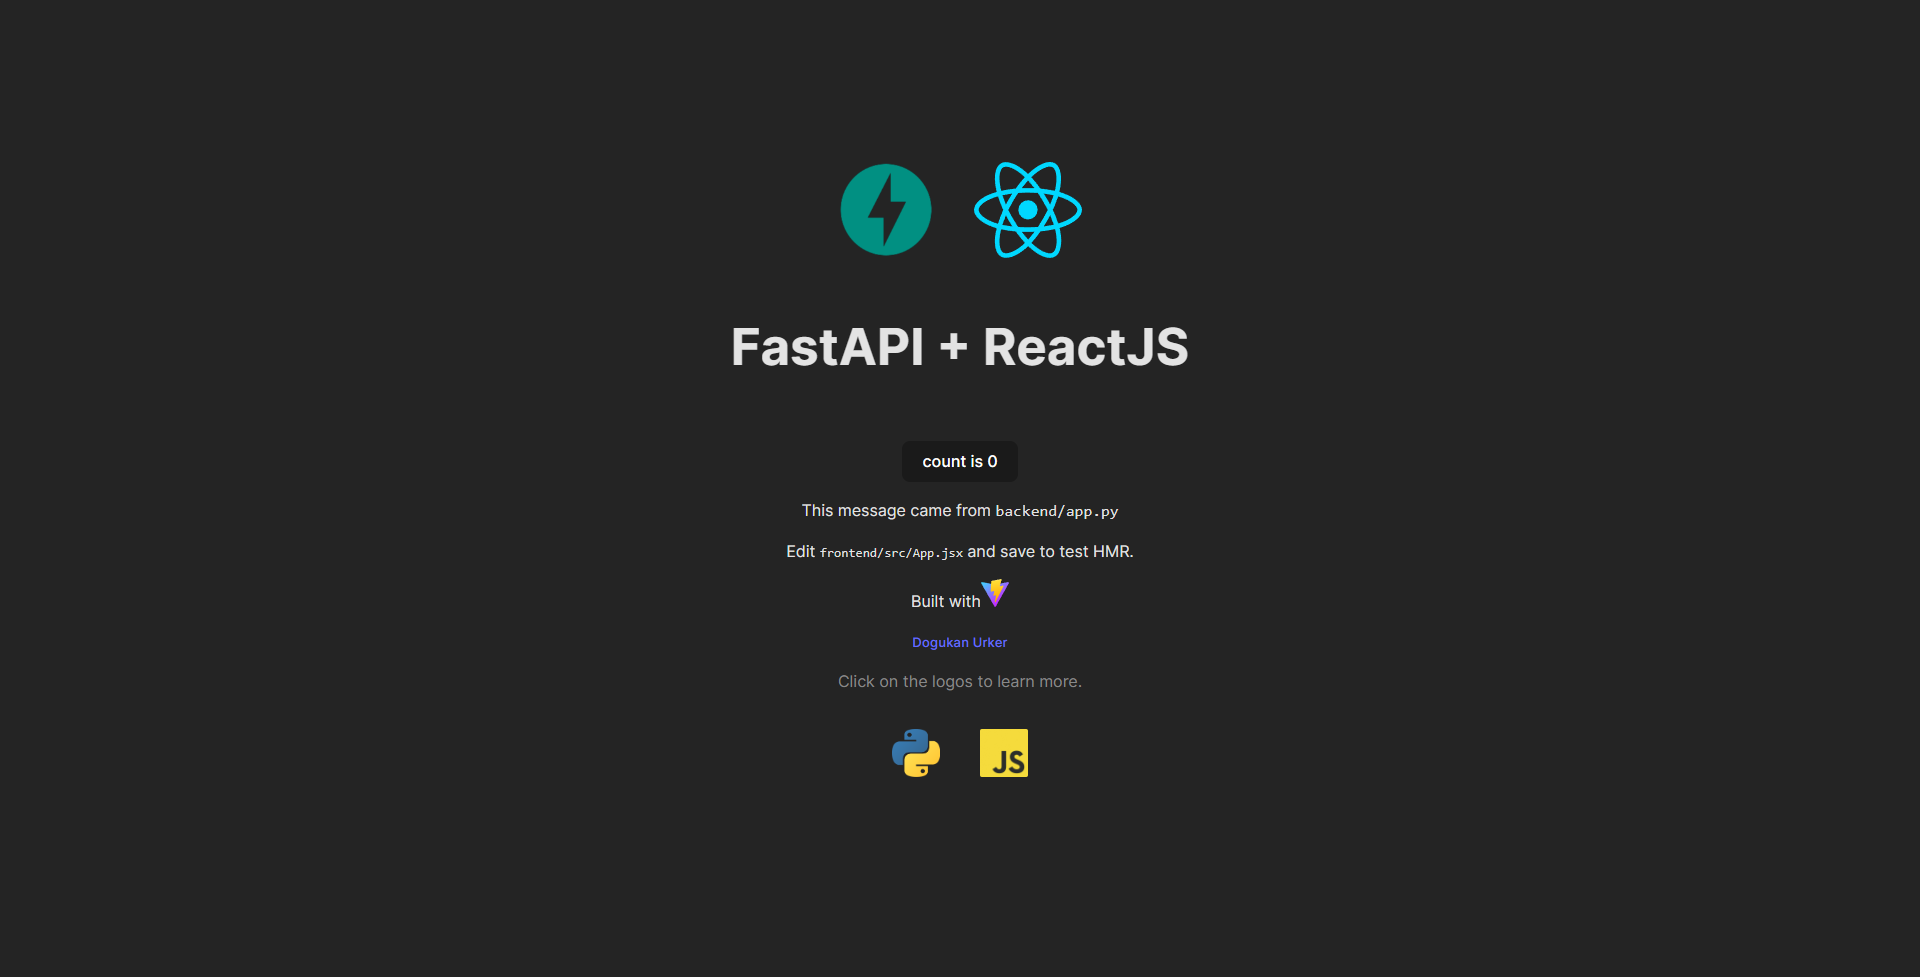 FastAPI + ReactJS
count is 0
This message came from backend/app.py
Edit frontend/src/App.jsx and save to test HMR.
Built with
Dogukan Urker
Click on the logos to learn more.
JS